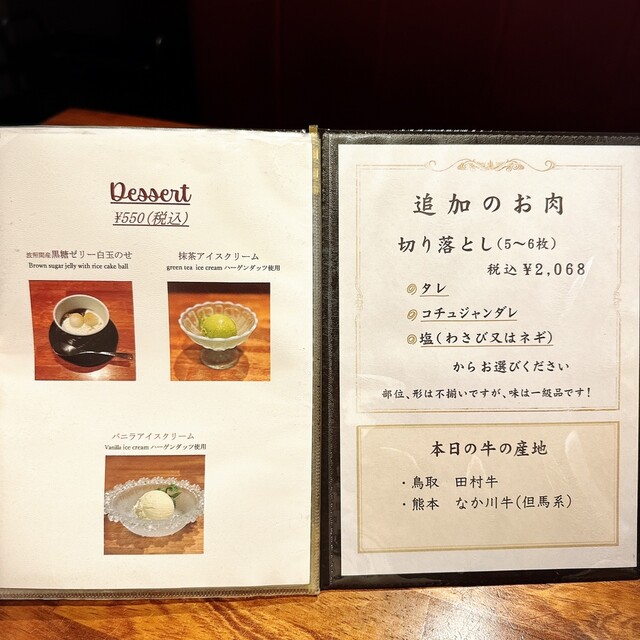 Dessert
¥550(税込)
波照間産黒糖ゼリー白玉のせ
Brown sugar jelly with rice cake ball
抹茶アイスクリーム
green tea ice cream ハーゲンダッツ使用
バニラアイスクリーム
Vanilla ice cream ハーゲンダッツ使用
追加のお肉
切り落とし(5〜6枚)
税込¥2,068
◎タレ
◎コチュジャンダレ
◎塩(わさび又はネギ)
からお選びください
部位、形は不揃いですが、味は一級品です!
本日の牛の産地
・鳥取 田村牛
・熊本 なか川牛(但馬系)